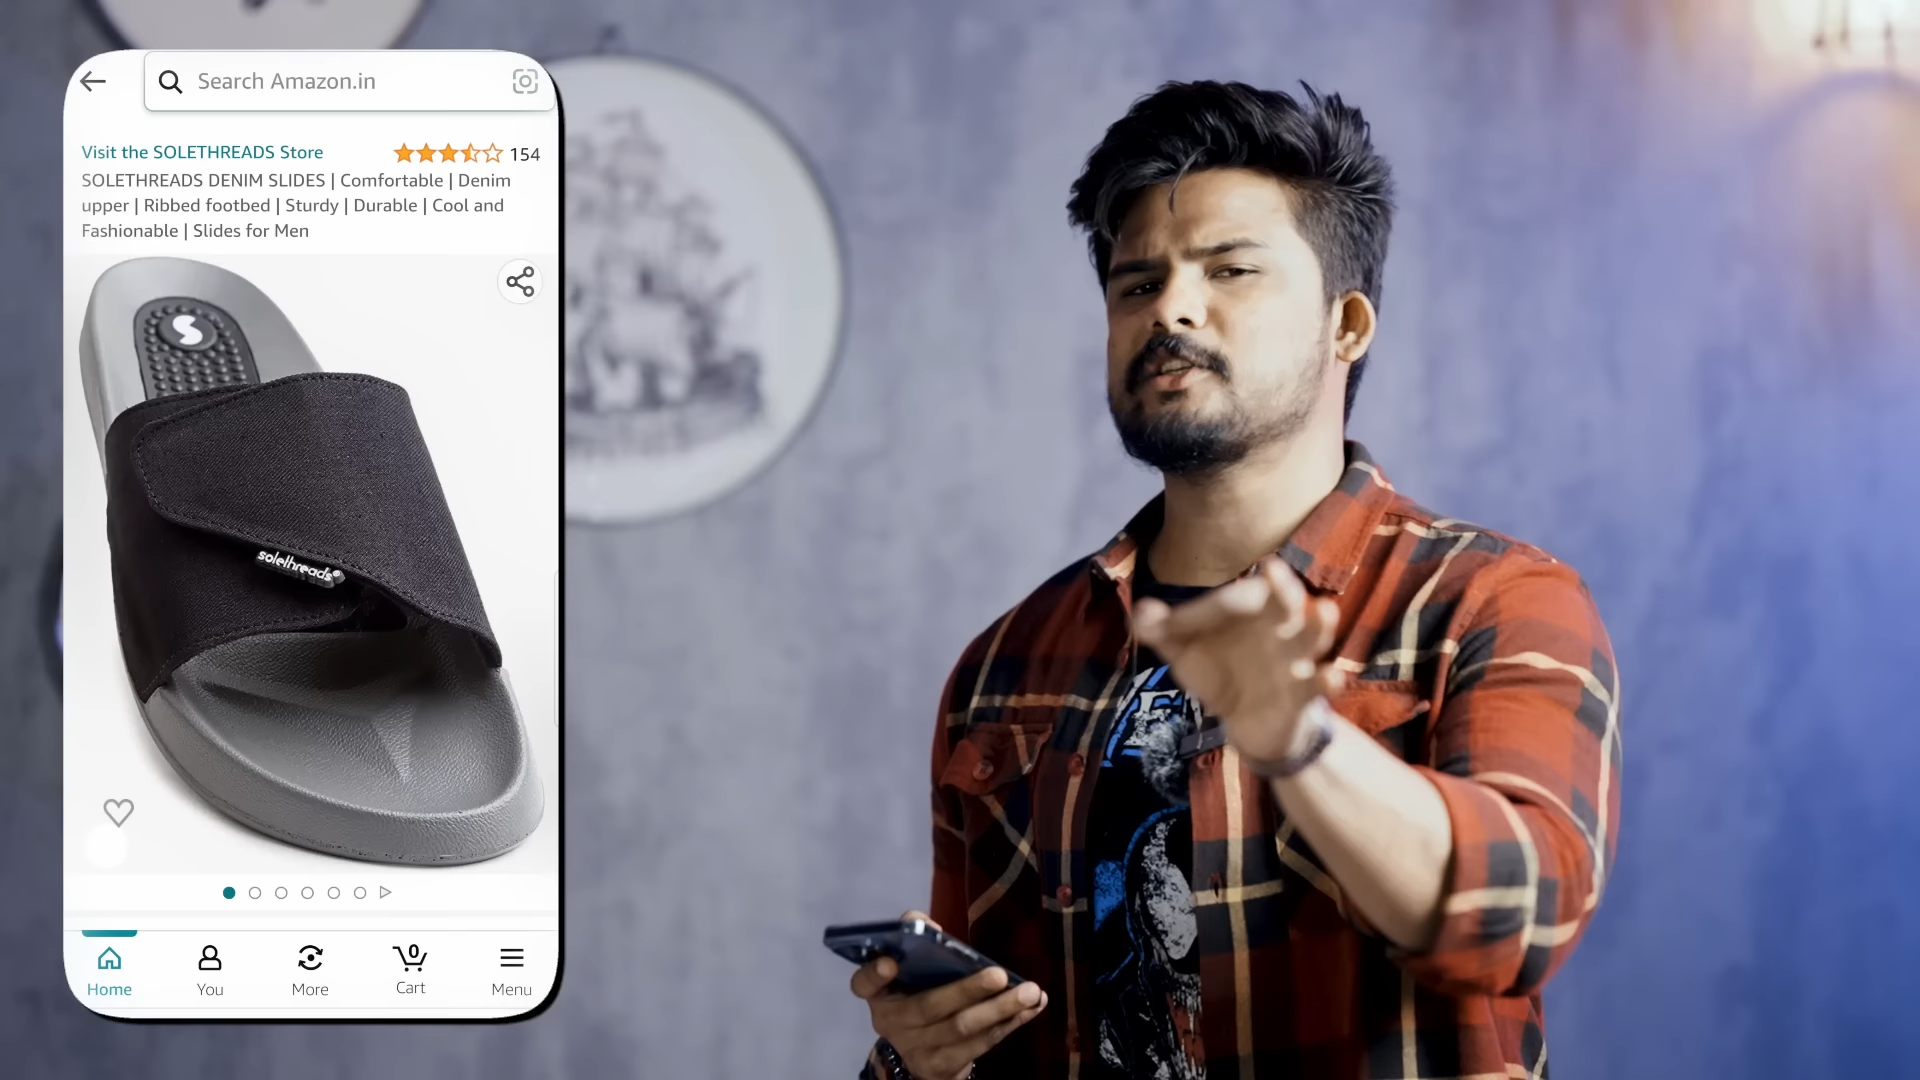 Search Amazon.in
Visit the SOLETHREADS Store
154
SOLETHREADS DENIM SLIDES | Comfortable | Denim
upper | Ribbed footbed | Sturdy | Durable | Cool and
Fashionable | Slides for Men
S
solethreads®
0
Home
You
More
Cart
Menu